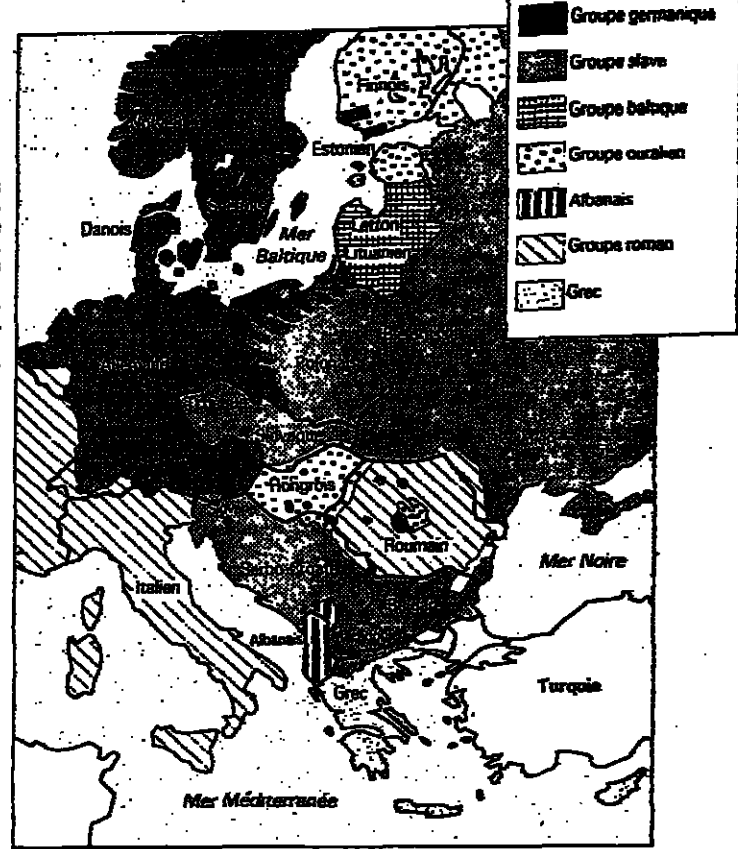 Groupe germanique
Groupe slave
Groupe baltique
Groupe ouralien
Albanais
Groupe roman
Grec
Finnois
Estonien
Danois
Mer
Baltique
Letton
Lituanien
Hongrois
Roumain
Mer Noire
Italien
Albanais
Grec
Turquie
Mer Méditerranée